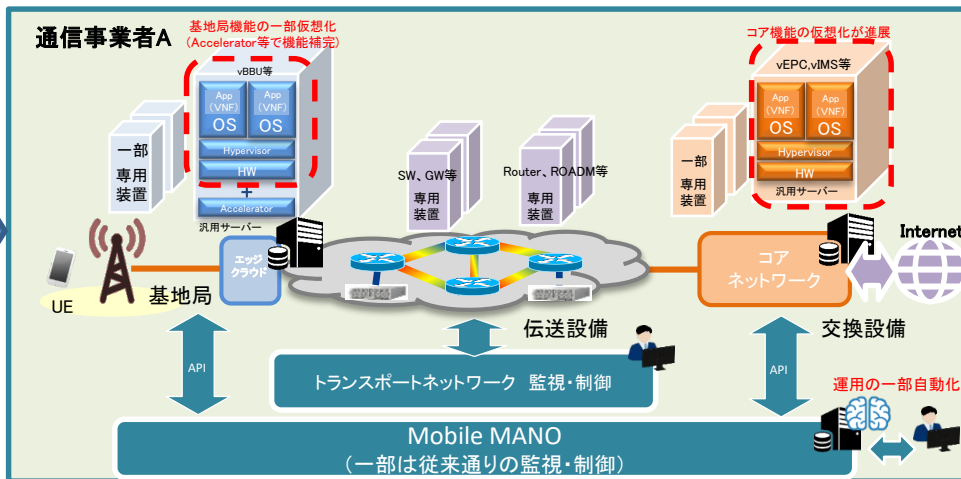 通信事業者A
基地局機能の一部仮想化
(Accelerator等で機能補完)
vBBU等
App
(VNF)
OS
App
(VNF)
OS
Hypervisor
HW
+
Accelerator
汎用サーバー
一部
専用
装置
SW、GW等
専用
装置
Router、ROADM等
専用
装置
コア機能の仮想化が進展
vEPC,vIMS等
App
(VNF)
OS
App
(VNF)
OS
Hypervisor
HW
汎用サーバー
一部
専用
装置
UE
基地局
エッジ
クラウド
コア
ネットワーク
Internet
伝送設備
交換設備
API
トランスポートネットワーク 監視・制御
API
運用の一部自動化
Mobile MANO
(一部は従来通りの監視・制御)